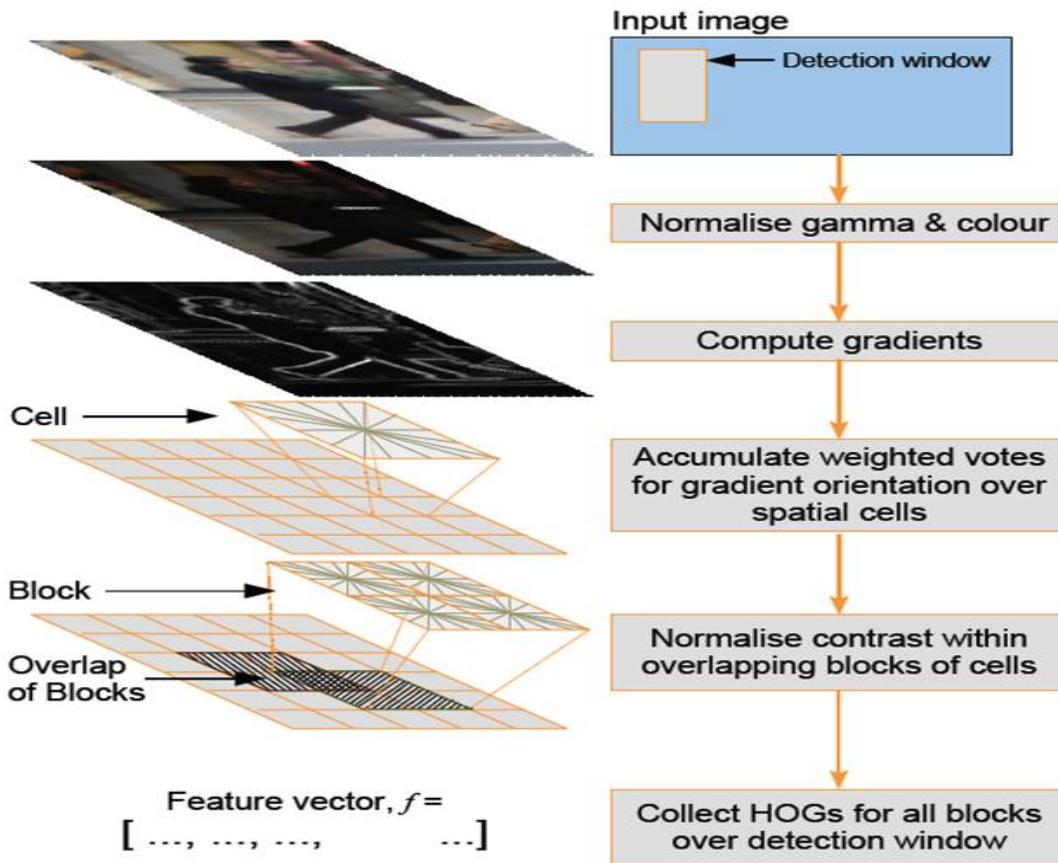 Input image
Detection window
Normalise gamma & colour
Compute gradients
Cell
Accumulate weighted votes
for gradient orientation over
spatial cells
Block
Overlap
of Blocks
Normalise contrast within
overlapping blocks of cells
Feature vector, f =
[ ..., ..., ..., ...]
Collect HOGs for all blocks
over detection window